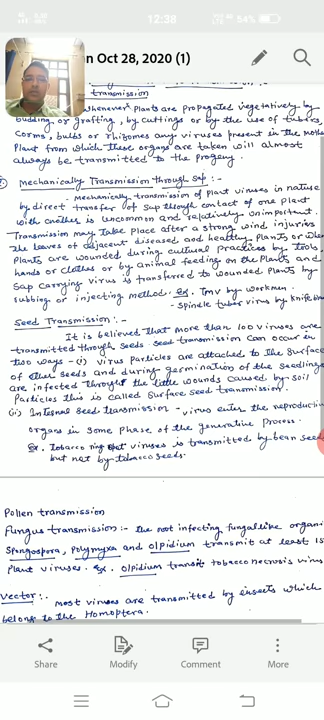 12:38
54%
n Oct 28, 2020 (1)
transmission
whenever plants are propagated vegetatively by
budding or grafting, by cuttings or by the use of tubers,
corms, bulbs or rhizomes any viruses present in the mothe
Plant from which these organs are taken will almost
always be transmitted to the progeny.
Mechanically Transmission through Sap:-
Mechanically transmission of plant viruses in nature
by direct transfer of sap through contact of one plant
with another is uncommon and relatively unimportant.
Transmission may take place after a strong wind injuries
the leaves of adjacent diseased and healthy plants or whe
Plants are wounded during cultural practices by tools,
hands or clothes or by animal feeding on the Plants and
Sap carrying virus is transferred to wounded plants by
rubbing or injecting method. Ex. TMV by workmen
- Spindle tuber virus by knife
Seed Transmission:-
It is believed that more than 100 viruses are
transmitted through seeds. Seed transmission can occur in
two ways - (i) virus particles are attached to the surface
of seeds and during germination of the seedling
are infected through the little wounds caused by soil
Particles this is called Surface seed transmission.
(ii) Internal Seed transmission - virus enter the reproductiv
organs in some phase of the generative process.
Ex. Tobacco ring spot viruses is transmitted by bean seed
but not by tobacco seeds.
Pollen transmission
Fungus transmission:- The root infecting fungal like organi
Spongospora, Polymyxa and Olpidium transmit at least 15
Plant viruses. Ex. Olpidium transit tobacco necrosis virus
Vector:-
Most viruses are transmitted by insects which
belong to the Homoptera.
Share
Modify
Comment
More